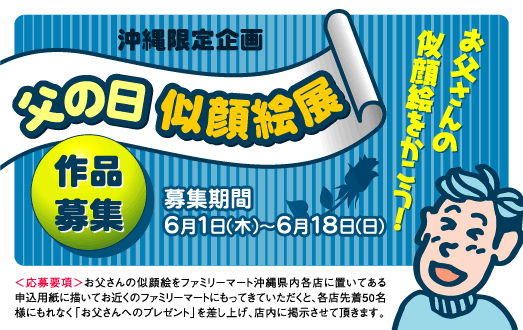 沖縄限定企画
父の日 似顔絵展
お父さんの
似顔絵をかこう!
作品
募集
募集期間
6月1日(木)~6月18日(日)
<応募要項>お父さんの似顔絵をファミリーマート沖縄県内各店に置いてある
申込用紙に描いてお近くのファミリーマートにもってきていただくと、各店先着50名
様にもれなく「お父さんへのプレゼント」を差し上げ、店内に掲示させて頂きます。